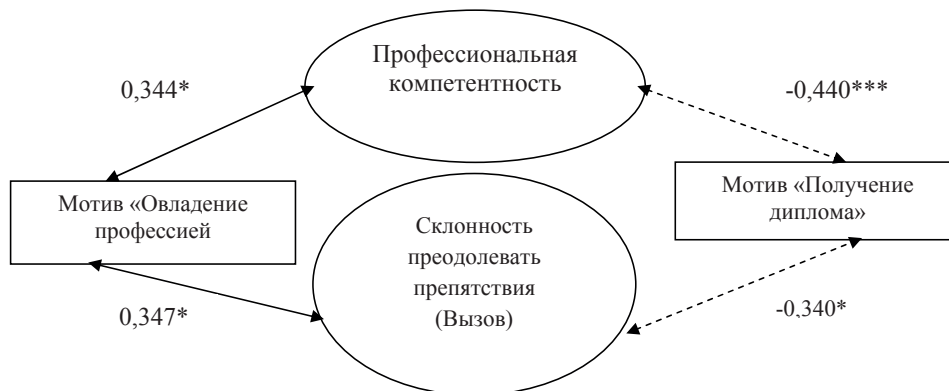 Профессиональная
компетентность
0,344*
-0,440***
Мотив «Овладение
профессией
Мотив «Получение
диплома»
Склонность
преодолевать
препятствия
(Вызов)
0,347*
-0,340*